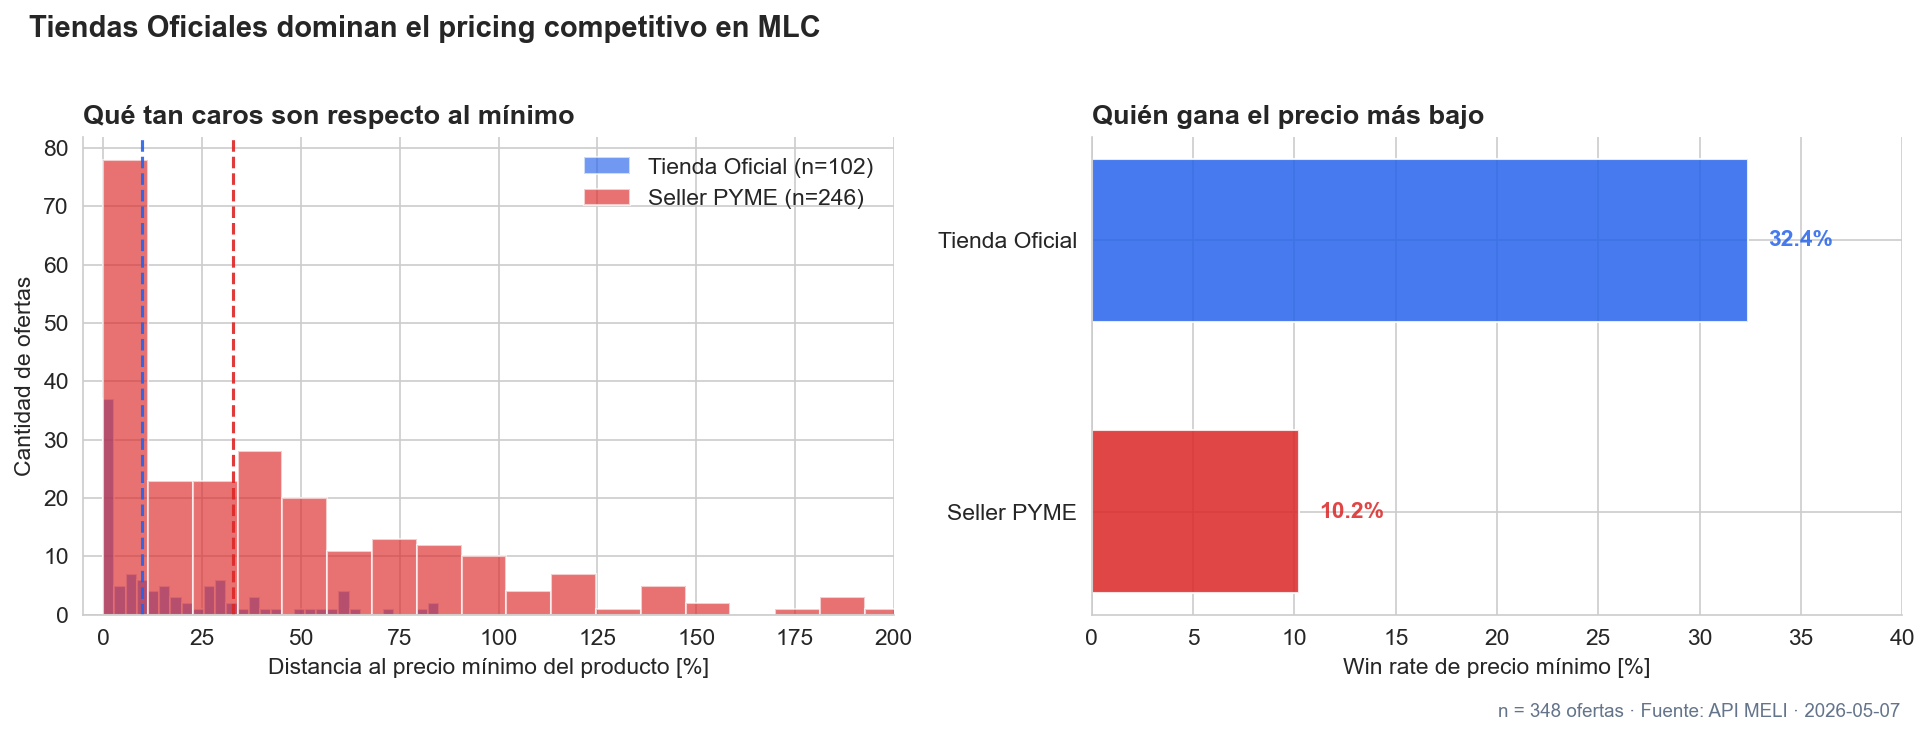 Tiendas Oficiales dominan el pricing competitivo en MLC
Qué tan caros son respecto al mínimo
80
70
60
50
40
30
20
10
0
Cantidad de ofertas
Tienda Oficial (n=102)
Seller PYME (n=246)
0 25 50 75 100 125 150 175 200
Distancia al precio mínimo del producto [%]
Quién gana el precio más bajo
Tienda Oficial
32.4%
Seller PYME
10.2%
0 5 10 15 20 25 30 35 40
Win rate de precio mínimo [%]
n = 348 ofertas · Fuente: API MELI · 2026-05-07